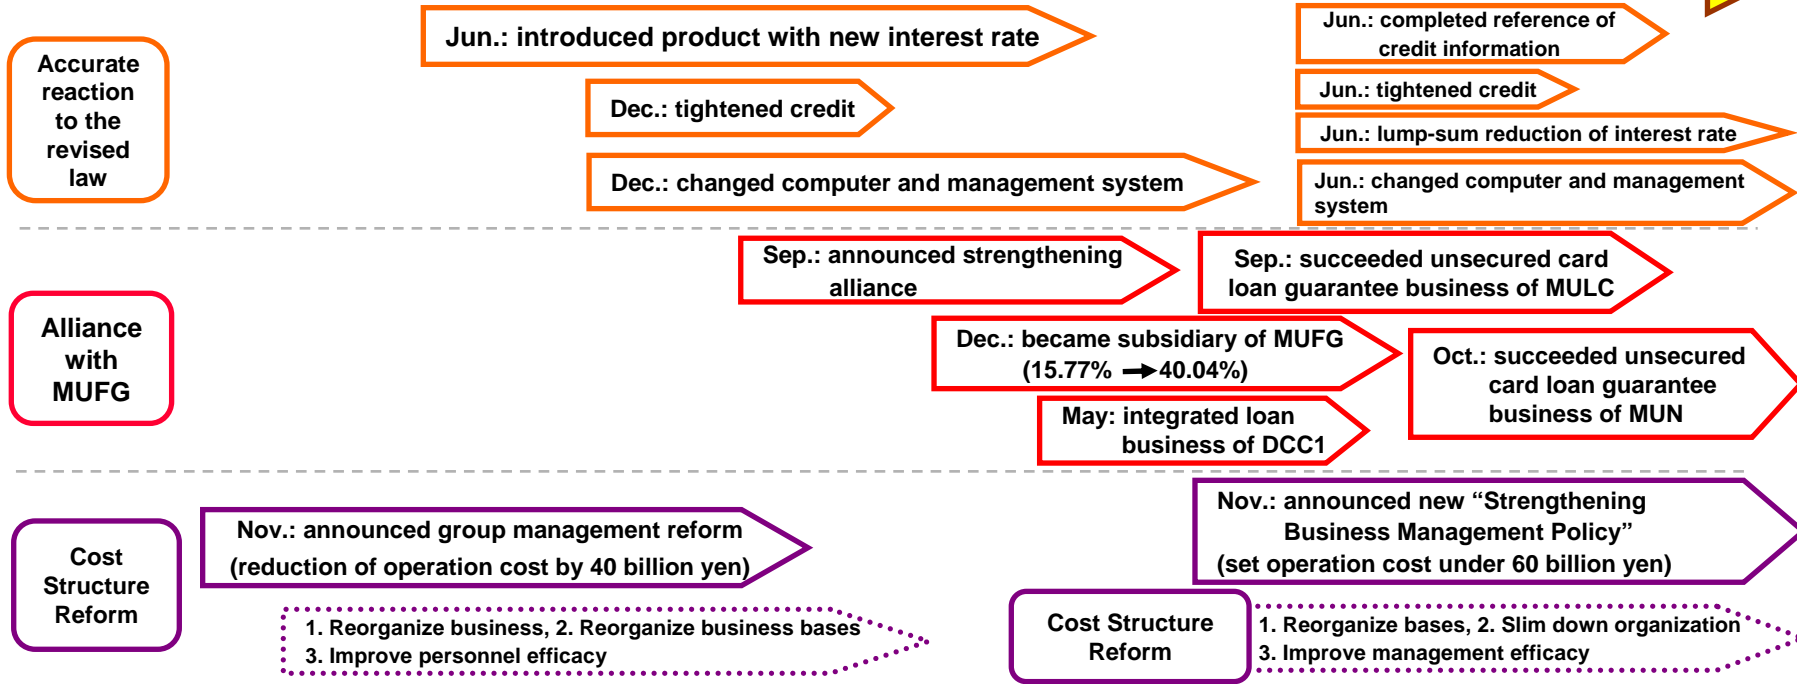 Accurate
reaction
to the
revised
law
Jun.: introduced product with new interest rate
Dec.: tightened credit
Dec.: changed computer and management system
Jun.: completed reference of
credit information
Jun.: tightened credit
Jun.: lump-sum reduction of interest rate
Jun.: changed computer and management
system
Alliance
with
MUFG
Sep.: announced strengthening
alliance
Sep.: succeeded unsecured card
loan guarantee business of MULC
Dec.: became subsidiary of MUFG
(15.77% → 40.04%)
Oct.: succeeded unsecured
card loan guarantee
business of MUN
May: integrated loan
business of DCC1
Cost
Structure
Reform
Nov.: announced group management reform
(reduction of operation cost by 40 billion yen)
1. Reorganize business, 2. Reorganize business bases
3. Improve personnel efficacy
Nov.: announced new “Strengthening
Business Management Policy”
(set operation cost under 60 billion yen)
Cost Structure
Reform
1. Reorganize bases, 2. Slim down organization
3. Improve management efficacy